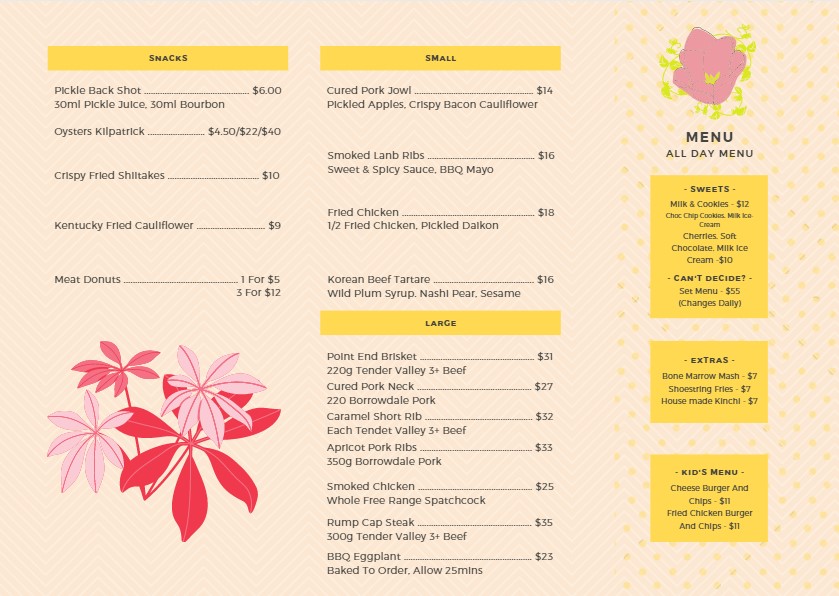 SNACKS
Pickle Back Shot ........ $6.00
30ml Pickle Juice, 30ml Bourbon
Oysters Kilpatrick ........ $4.50/$22/$40
Crispy Fried Shiitakes ........ $10
Kentucky Fried Cauliflower ........ $9
Meat Donuts ........ 1 For $5
3 For $12
SMALL
Cured Pork Jowl ........ $14
Pickled Apples, Crispy Bacon Cauliflower
Smoked Lanb Ribs ........ $16
Sweet & Spicy Sauce, BBQ Mayo
Fried Chicken ........ $18
1/2 Fried Chicken, Pickled Daikon
Korean Beef Tartare ........ $16
Wild Plum Syrup. Nashi Pear, Sesame
LARGE
Point End Brisket ........ $31
220g Tender Valley 3+ Beef
Cured Pork Neck ........ $27
220 Borrowdale Pork
Caramel Short Rib ........ $32
Each Tendet Valley 3+ Beef
Apricot Pork Ribs ........ $33
350g Borrowdale Pork
Smoked Chicken ........ $25
Whole Free Range Spatchcock
Rump Cap Steak ........ $35
300g Tender Valley 3+ Beef
BBQ Eggplant ........ $23
Baked To Order, Allow 25mins
MENU
ALL DAY MENU
- SWEETS -
Milk & Cookies - $12
Choc Chip Cookies. Milk Ice-
Cream
Cherries. Soft
Chocolate. Milk Ice
Cream -$10
- CAN'T DECIDE? -
Set Menu - $55
(Changes Daily)
- EXTRAS -
Bone Marrow Mash - $7
Shoestring Fries - $7
House made Kinchi - $7
- KID'S MENU -
Cheese Burger And
Chips - $11
Fried Chicken Burger
And Chips - $11